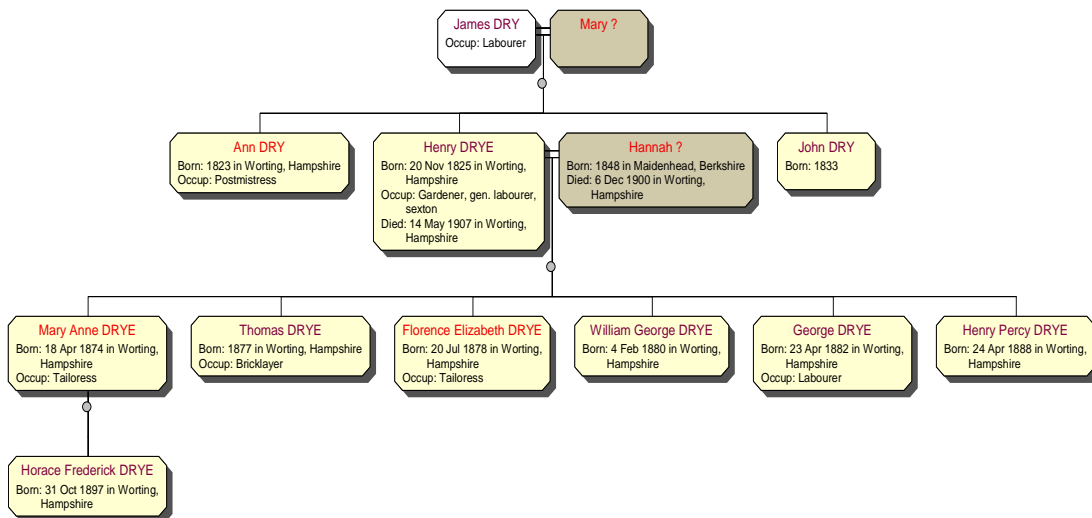 James DRY
Occup: Labourer
Mary ?
Ann DRY
Born: 1823 in Worting, Hampshire
Occup: Postmistress
Henry DRYE
Born: 20 Nov 1825 in Worting,
Hampshire
Occup: Gardener, gen. labourer,
sexton
Died: 14 May 1907 in Worting,
Hampshire
Hannah ?
Born: 1848 in Maidenhead, Berkshire
Died: 6 Dec 1900 in Worting,
Hampshire
John DRY
Born: 1833
Mary Anne DRYE
Born: 18 Apr 1874 in Worting,
Hampshire
Occup: Tailoress
Thomas DRYE
Born: 1877 in Worting, Hampshire
Occup: Bricklayer
Florence Elizabeth DRYE
Born: 20 Jul 1878 in Worting,
Hampshire
Occup: Tailoress
William George DRYE
Born: 4 Feb 1880 in Worting,
Hampshire
George DRYE
Born: 23 Apr 1882 in Worting,
Hampshire
Occup: Labourer
Henry Percy DRYE
Born: 24 Apr 1888 in Worting,
Hampshire
Horace Frederick DRYE
Born: 31 Oct 1897 in Worting,
Hampshire